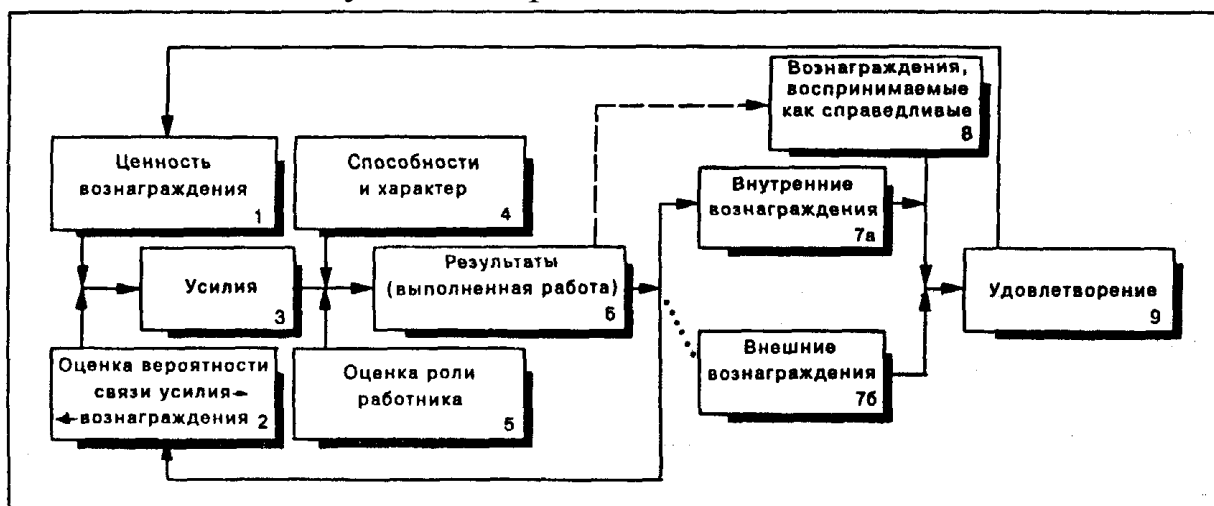 Вознаграждения,
воспринимаемые
как справедливые
8
Ценность
вознаграждения
1
Способности
и характер
4
Внутренние
вознаграждения
7а
Усилия
3
Результаты
(выполненная работа)
6
Удовлетворение
9
Оценка вероятности
связи усилия
вознаграждения 2
Оценка роли
работника
5
Внешние
вознаграждения
7б